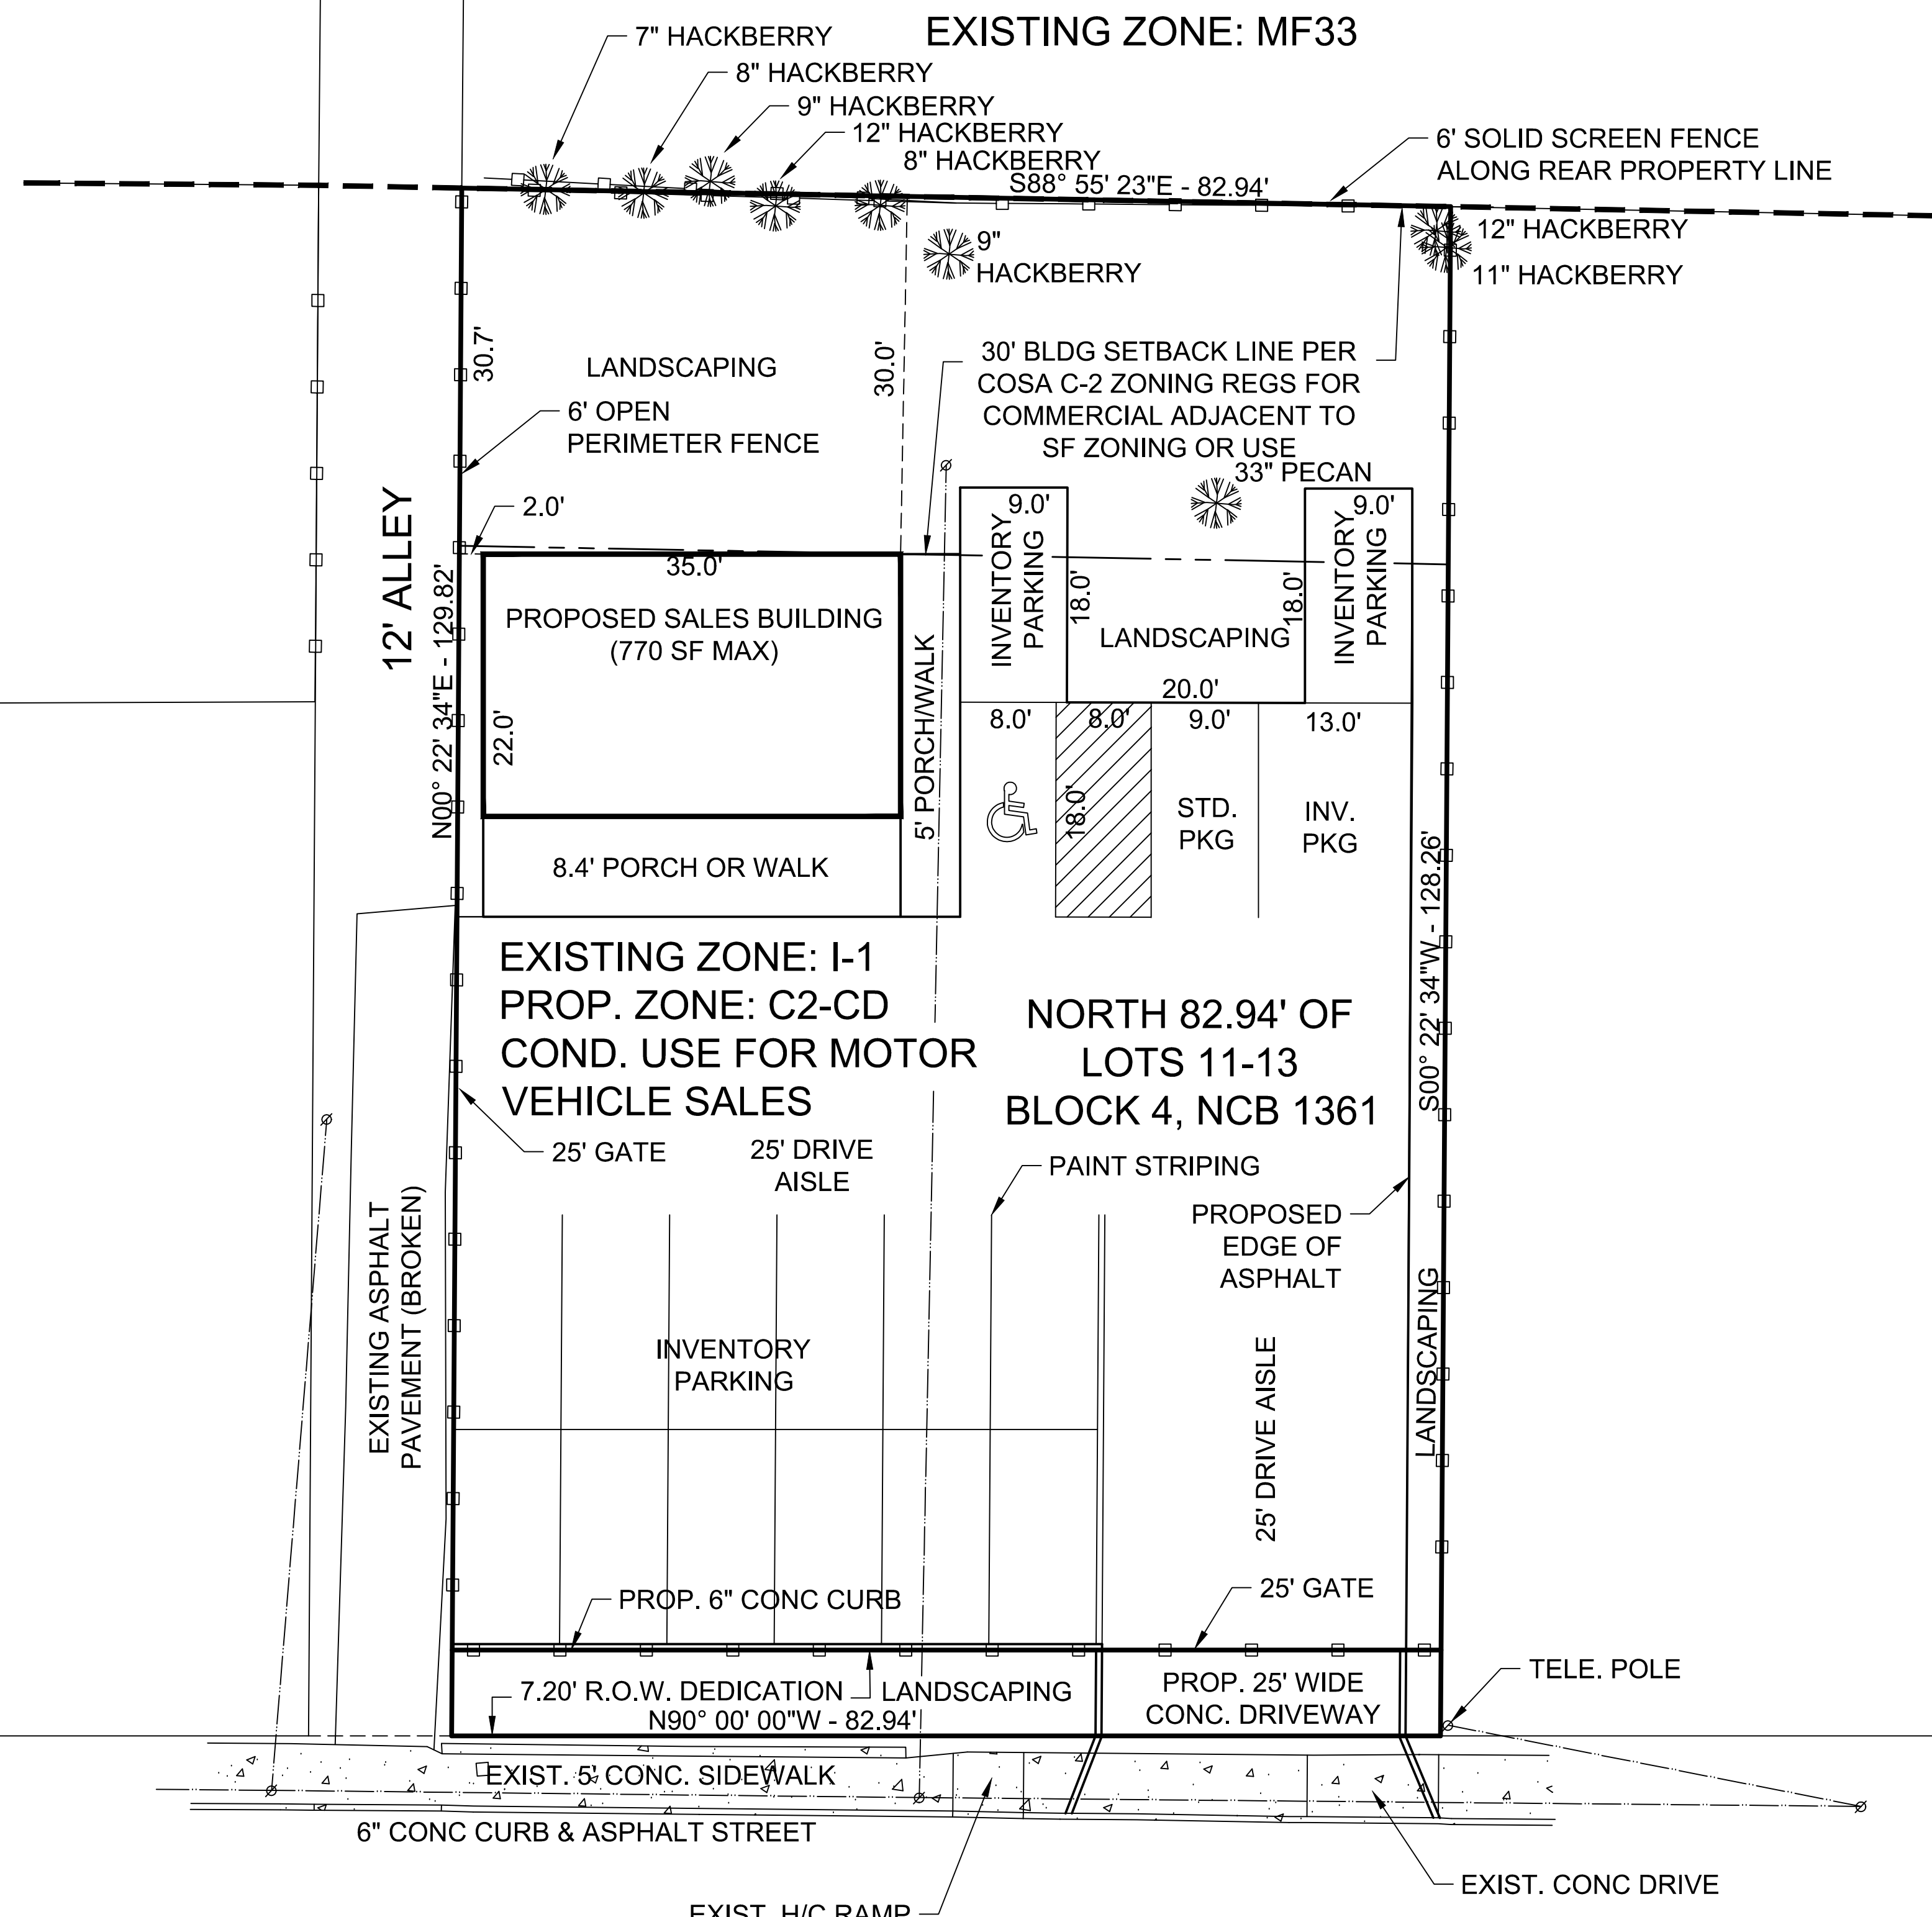 EXISTING ZONE: MF33
7" HACKBERRY
8" HACKBERRY
9" HACKBERRY
12" HACKBERRY
8" HACKBERRY
S88° 55' 23"E - 82.94'
6' SOLID SCREEN FENCE
ALONG REAR PROPERTY LINE
12" HACKBERRY
11" HACKBERRY
9"
HACKBERRY
30.7'
LANDSCAPING
30.0'
30' BLDG SETBACK LINE PER
COSA C-2 ZONING REGS FOR
COMMERCIAL ADJACENT TO
SF ZONING OR USE
6' OPEN
PERIMETER FENCE
33" PECAN
12' ALLEY
2.0'
9.0'
INVENTORY
PARKING
9.0'
INVENTORY
PARKING
35.0'
PROPOSED SALES BUILDING
(770 SF MAX)
18.0'
LANDSCAPING
18.0'
20.0'
N00° 22' 34"E - 129.82'
22.0'
5' PORCH/WALK
8.0'
8.0'
9.0'
13.0'
18.0'
STD.
PKG
INV.
PKG
8.4' PORCH OR WALK
S00° 22' 34"W - 128.26'
EXISTING ZONE: I-1
PROP. ZONE: C2-CD
COND. USE FOR MOTOR
VEHICLE SALES
NORTH 82.94' OF
LOTS 11-13
BLOCK 4, NCB 1361
25' GATE
25' DRIVE
AISLE
PAINT STRIPING
PROPOSED
EDGE OF
ASPHALT
EXISTING ASPHALT
PAVEMENT (BROKEN)
INVENTORY
PARKING
25' DRIVE AISLE
LANDSCAPING
PROP. 6" CONC CURB
25' GATE
7.20' R.O.W. DEDICATION
LANDSCAPING
N90° 00' 00"W - 82.94'
PROP. 25' WIDE
CONC. DRIVEWAY
TELE. POLE
EXIST. 5' CONC. SIDEWALK
6" CONC CURB & ASPHALT STREET
EXIST. CONC DRIVE
EXIST. H/C RAMP